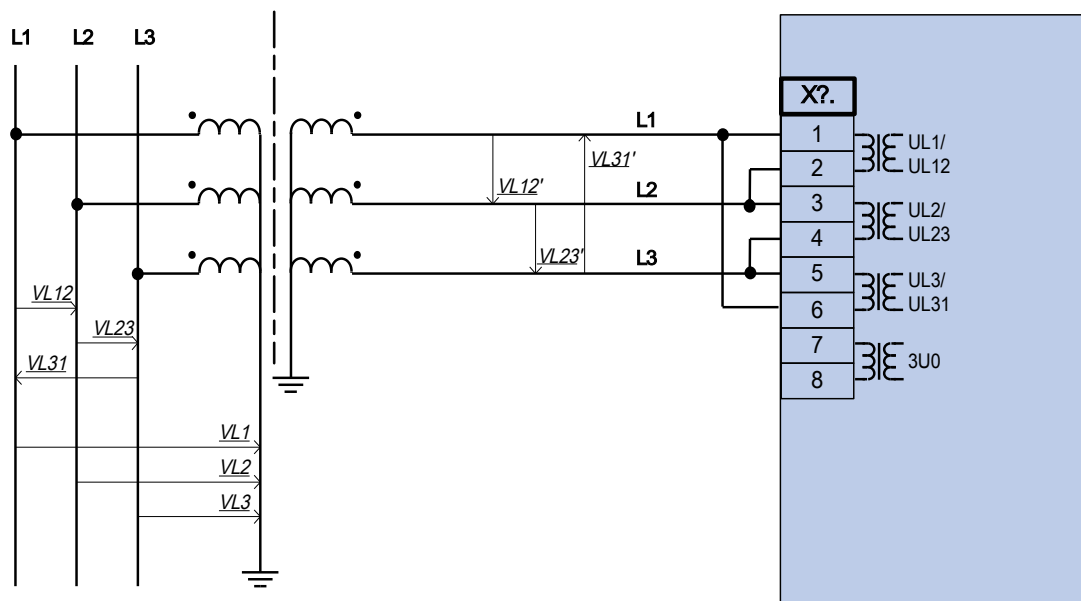 L1 L2 L3
X?.
L1
1
UL1/
UL12
VL31'
2
VL12'
L2
3
UL2/
UL23
4
VL23'
L3
5
UL3/
UL31
6
VL12
VL23
7
3U0
VL31
8
VL1
VL2
VL3